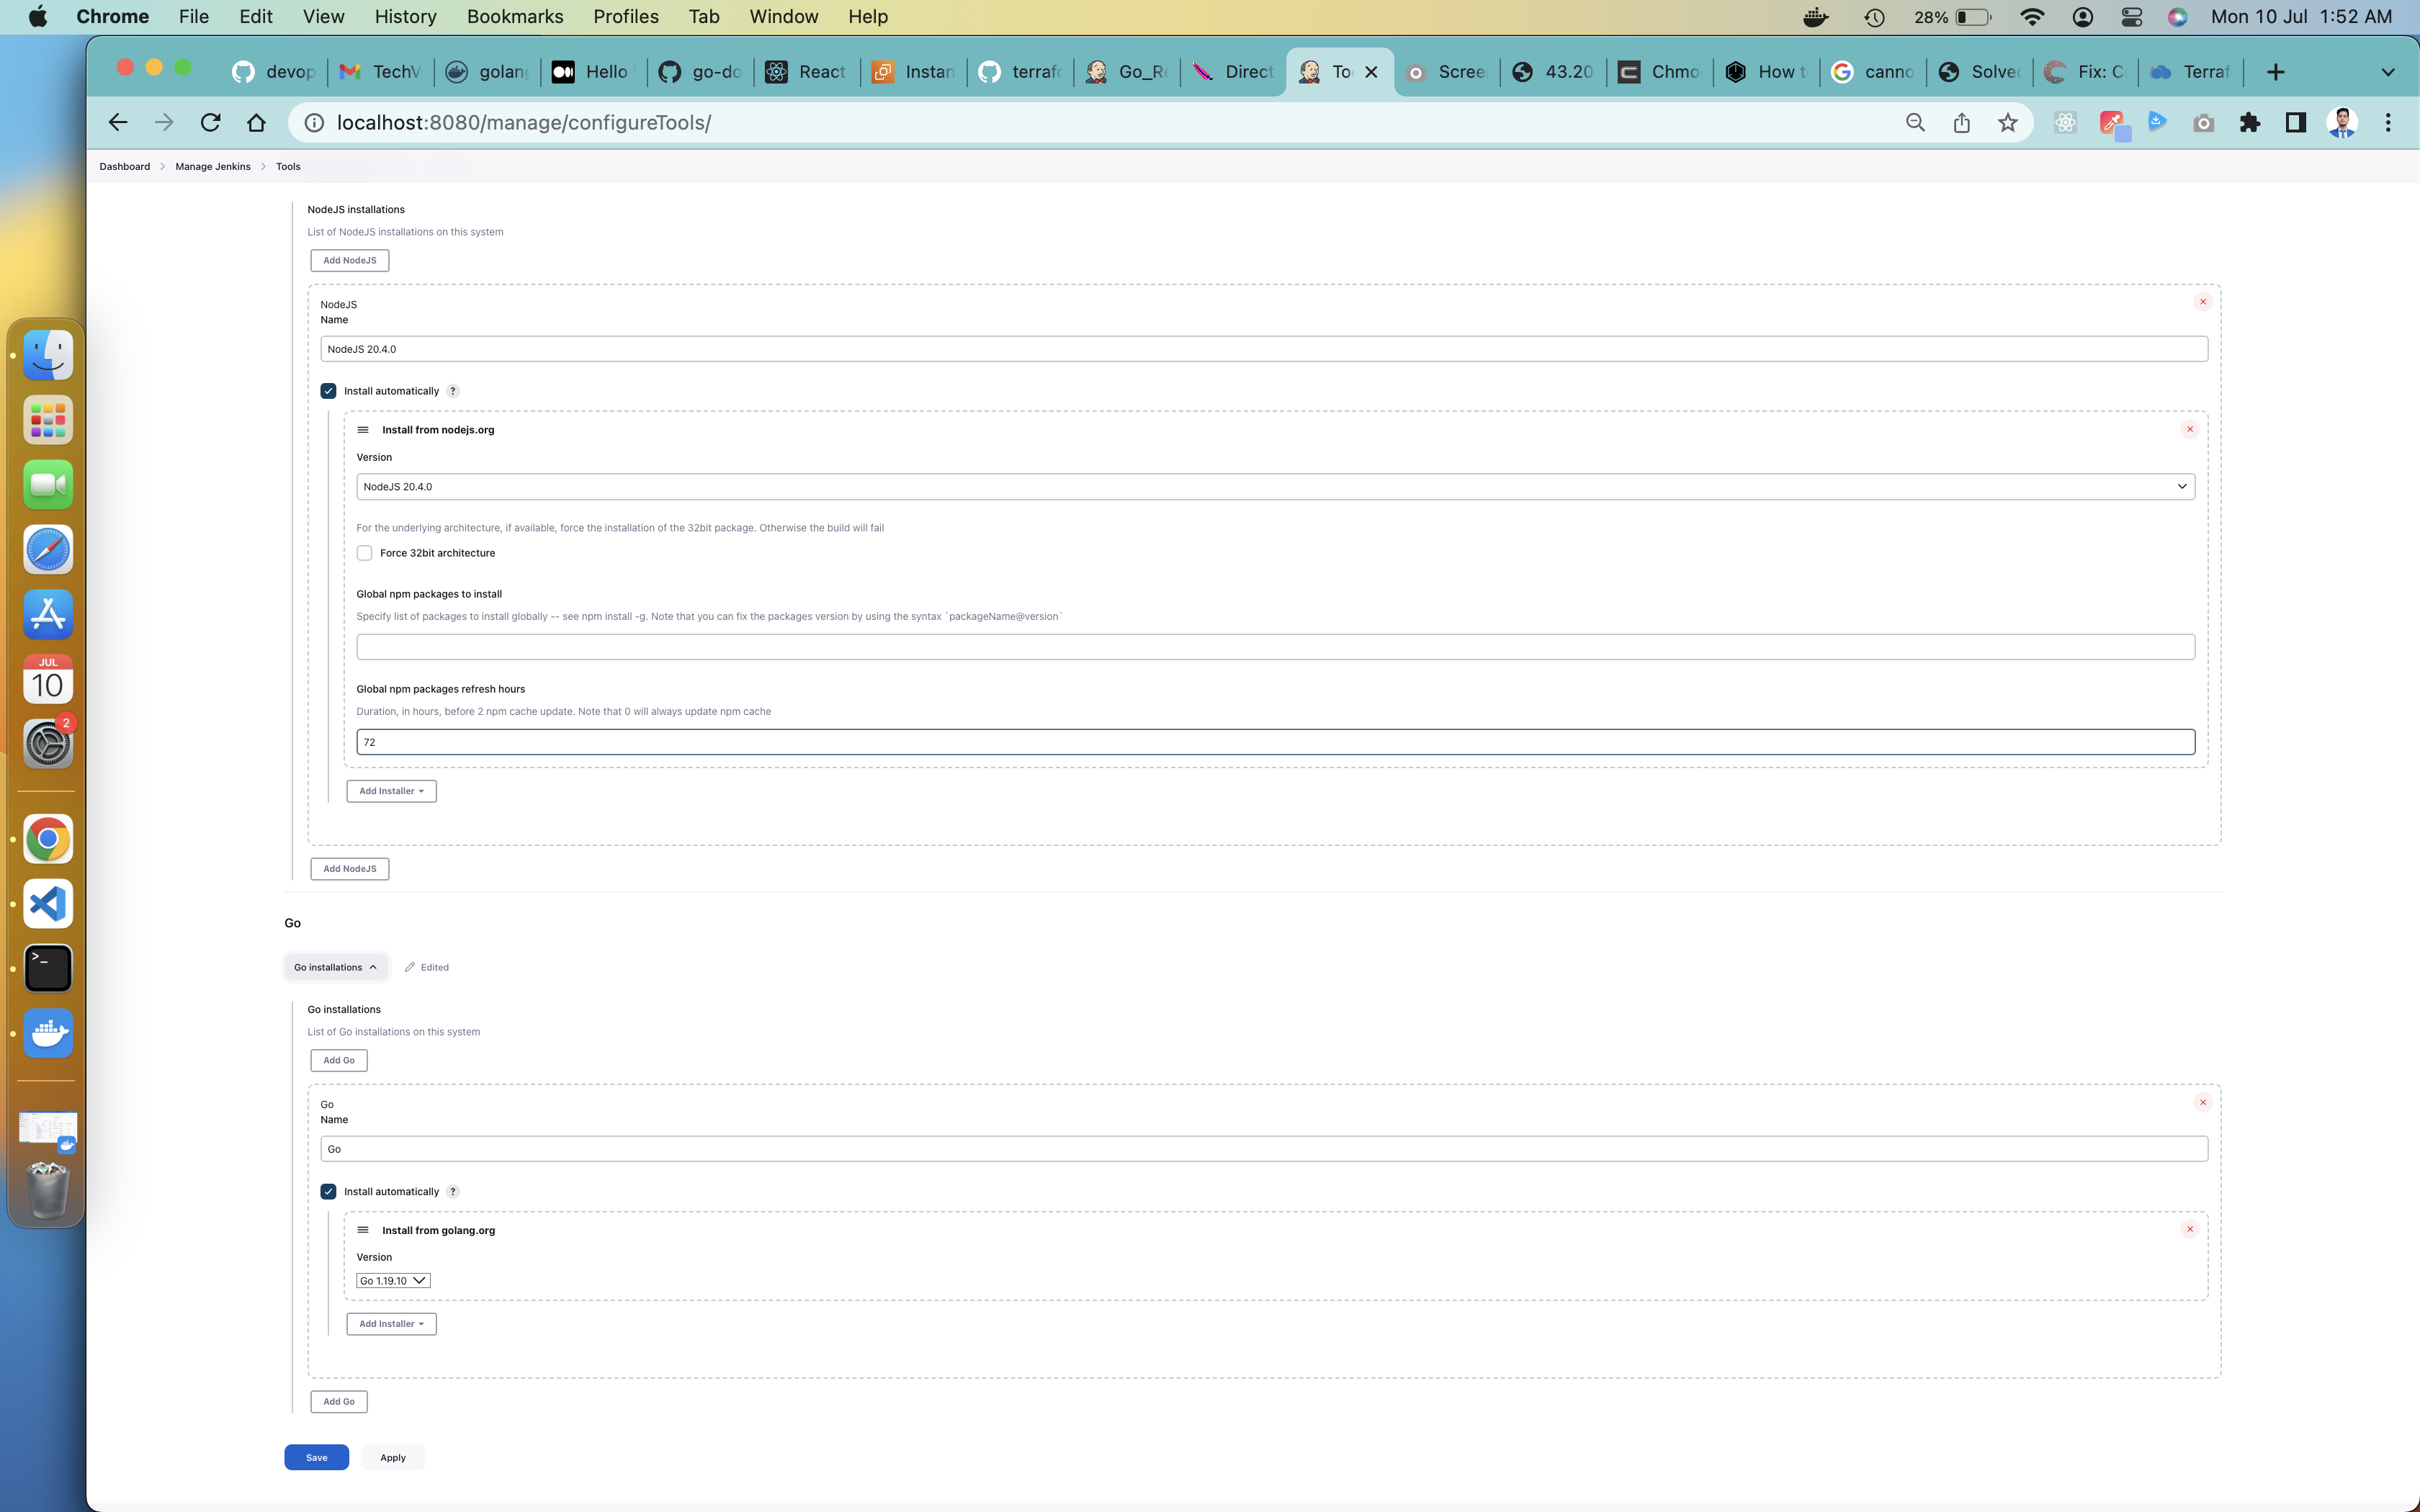 Chrome File Edit View History Bookmarks Profiles Tab Window Help 28% Mon 10 Jul 1:52 AM
devop TechV golang Hello go-do React Instan terrafo Go_Re Direct To Scree 43.20 Chmo How t canno Solved Fix: C Terraf
localhost:8080/manage/configureTools/
Dashboard Manage Jenkins Tools
NodeJS installations
List of NodeJS installations on this system
Add NodeJS
NodeJS
Name
NodeJS 20.4.0
Install automatically ?
Install from nodejs.org
Version
NodeJS 20.4.0
For the underlying architecture, if available, force the installation of the 32bit package. Otherwise the build will fail
Force 32bit architecture
Global npm packages to install
Specify list of packages to install globally -- see npm install -g. Note that you can fix the packages version by using the syntax `packageName@version`
Global npm packages refresh hours
Duration, in hours, before 2 npm cache update. Note that 0 will always update npm cache
72
Add Installer
Add NodeJS
Go
Go installations Edited
Go installations
List of Go installations on this system
Add Go
Go
Name
Go
Install automatically ?
Install from golang.org
Version
Go 1.19.10
Add Installer
Add Go
Save Apply
JUL
10
2